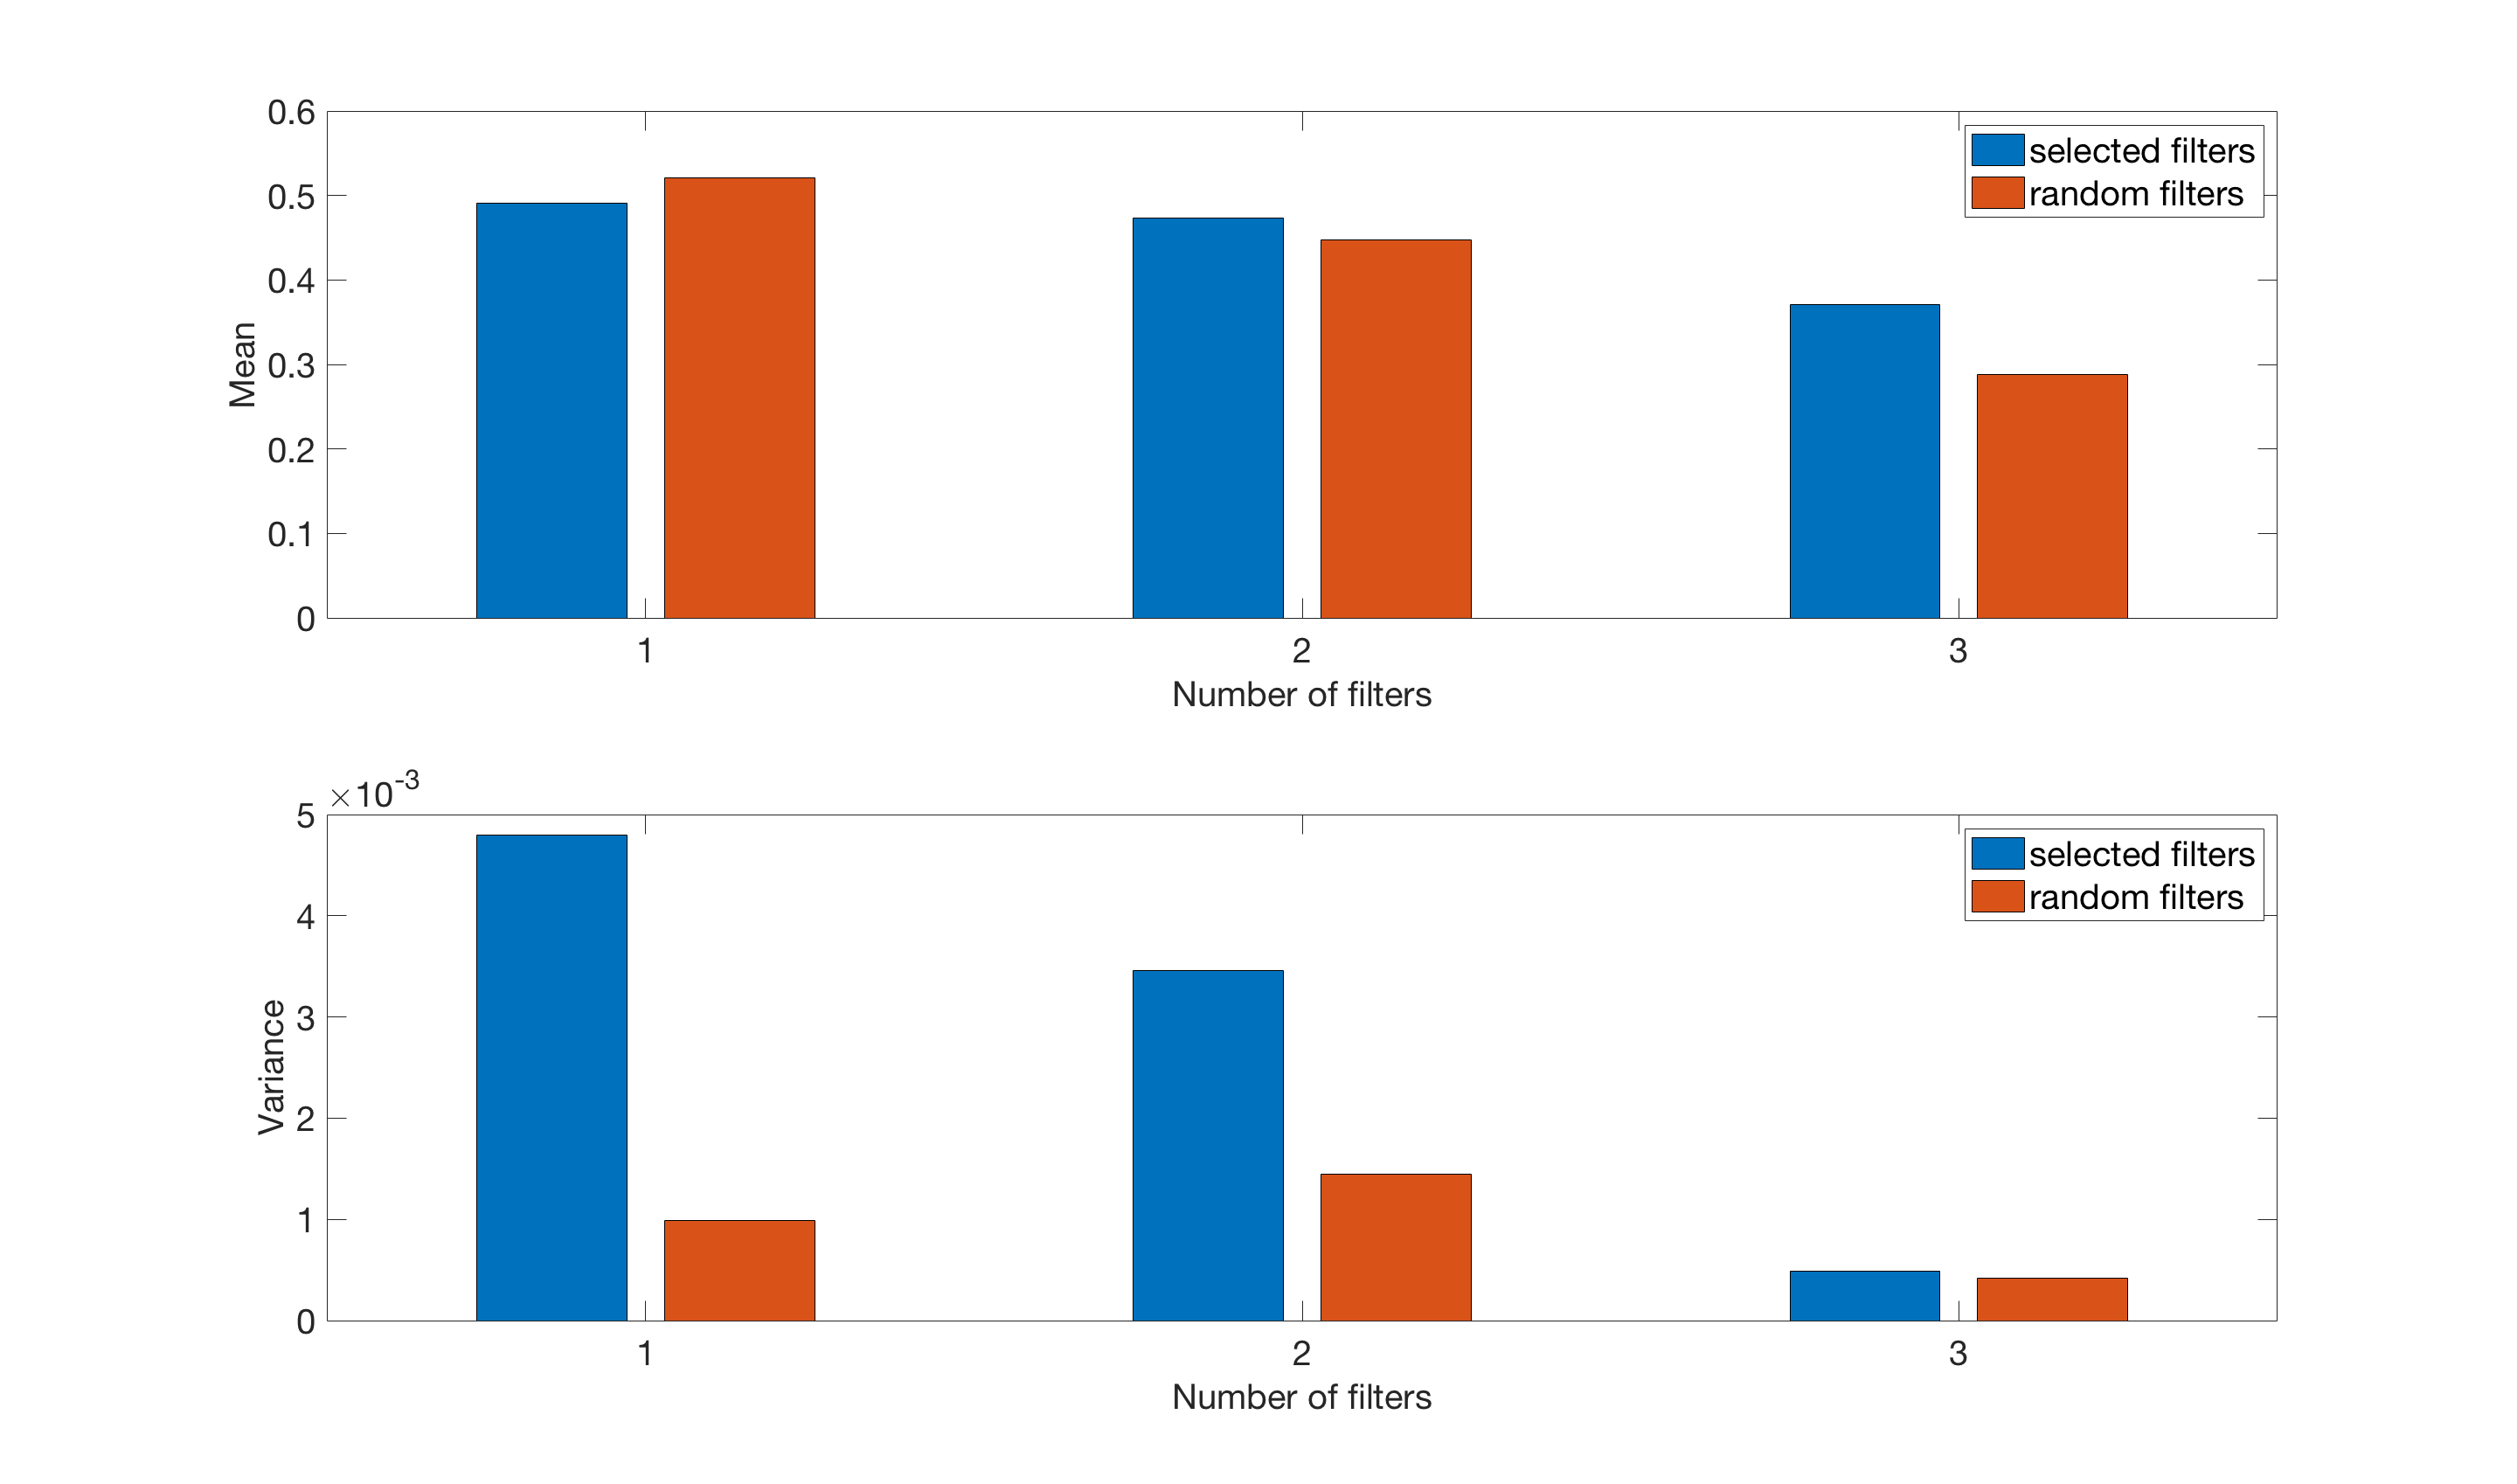 0.6
0.5
0.4
0.3
0.2
0.1
0
Mean
selected filters
random filters
1 2 3
Number of filters
×10-3
5
4
3
2
1
0
Variance
selected filters
random filters
1 2 3
Number of filters